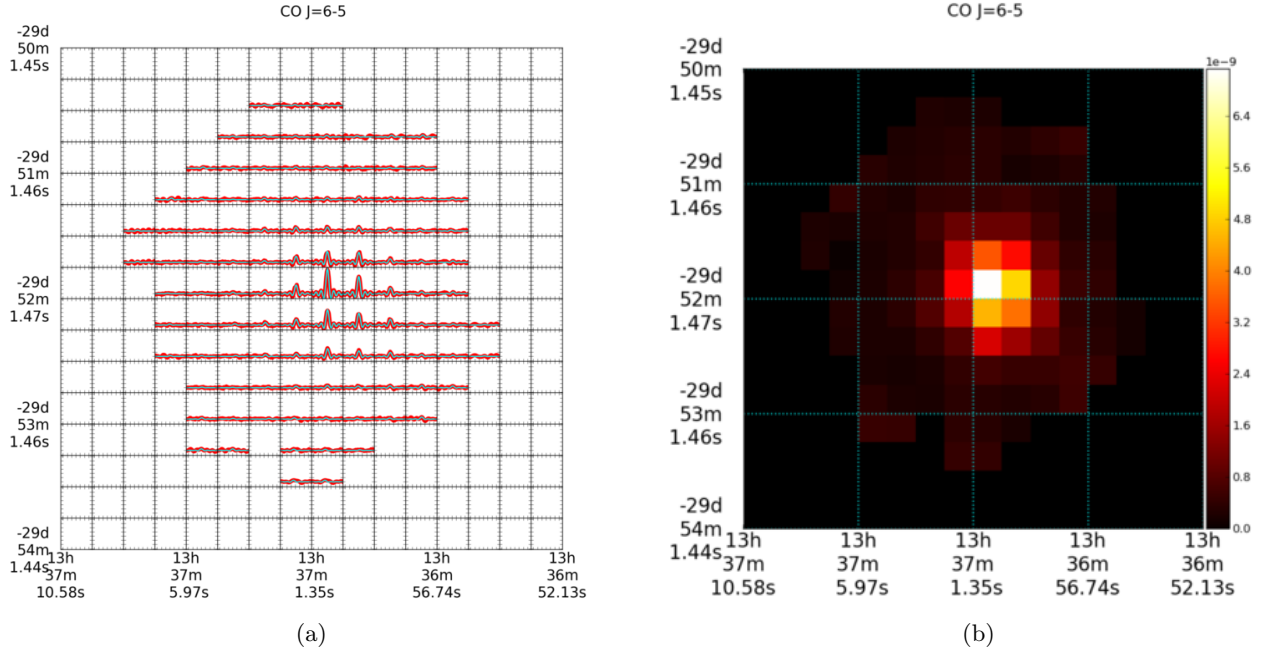 CO J=6-5
-29d
50m
1.45s
-29d
51m
1.46s
-29d
52m
1.47s
-29d
53m
1.46s
-29d
54m
1.44s
13h
37m
10.58s
13h
37m
5.97s
13h
37m
1.35s
13h
36m
56.74s
13h
36m
52.13s
(a)
CO J=6-5
-29d
50m
1.45s
-29d
51m
1.46s
-29d
52m
1.47s
-29d
53m
1.46s
-29d
54m
1.44s
13h
37m
10.58s
13h
37m
5.97s
13h
37m
1.35s
13h
36m
56.74s
13h
36m
52.13s
1e-9
6.4
5.6
4.8
4.0
3.2
2.4
1.6
0.8
0.0
(b)